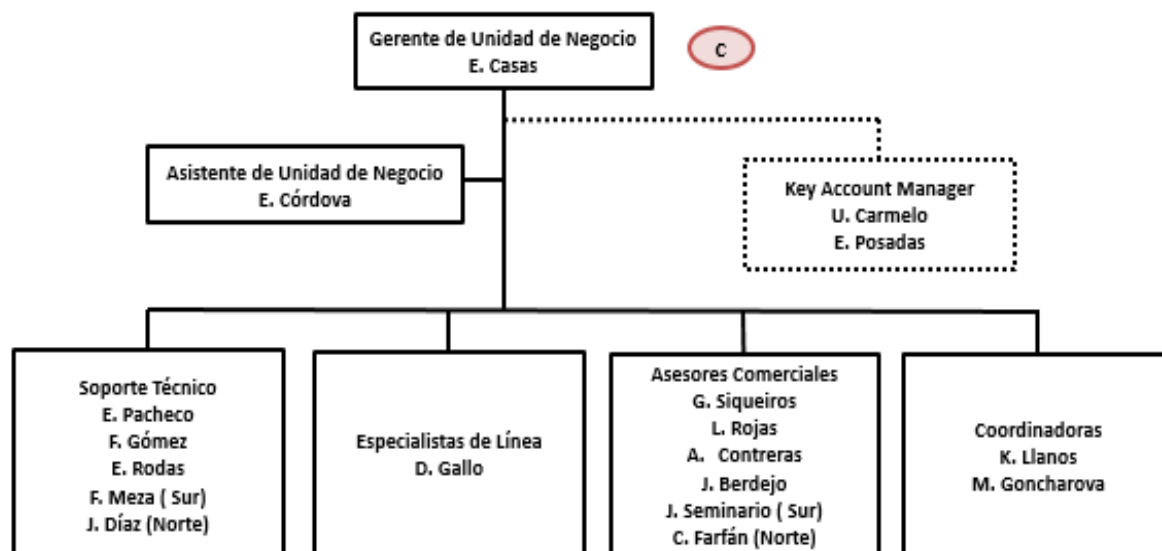 Gerente de Unidad de Negocio
E. Casas
C
Asistente de Unidad de Negocio
E. Córdova
Key Account Manager
U. Carmelo
E. Posadas
Soporte Técnico
E. Pacheco
F. Gómez
E. Rodas
F. Meza ( Sur)
J. Díaz (Norte)
Especialistas de Línea
D. Gallo
Asesores Comerciales
G. Siqueiros
L. Rojas
A. Contreras
J. Berdejo
J. Seminario ( Sur)
C. Farfán (Norte)
Coordinadoras
K. Llanos
M. Goncharova